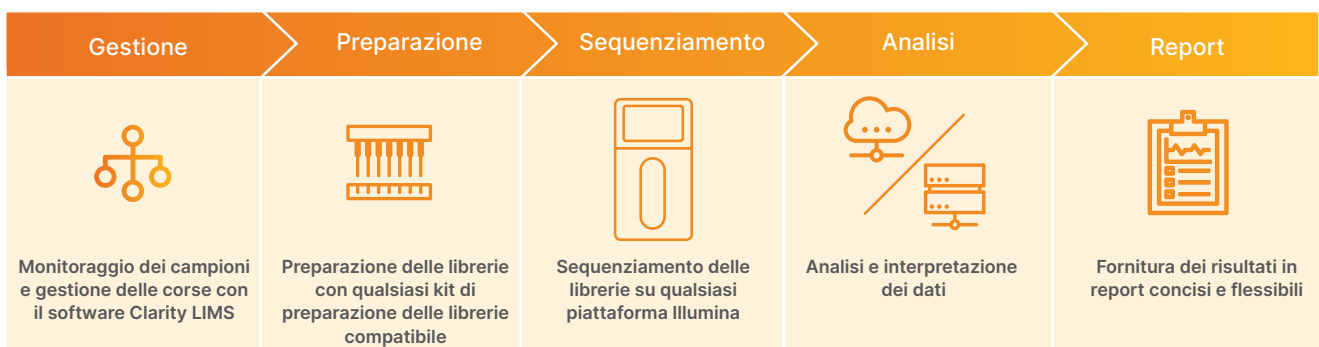 Gestione
Preparazione
Sequenziamento
Analisi
Report
Monitoraggio dei campioni
e gestione delle corse con
il software Clarity LIMS
Preparazione delle librerie
con qualsiasi kit di
preparazione delle librerie
compatibile
Sequenziamento delle
librerie su qualsiasi
piattaforma Illumina
Analisi e interpretazione
dei dati
Fornitura dei risultati in
report concisi e flessibili